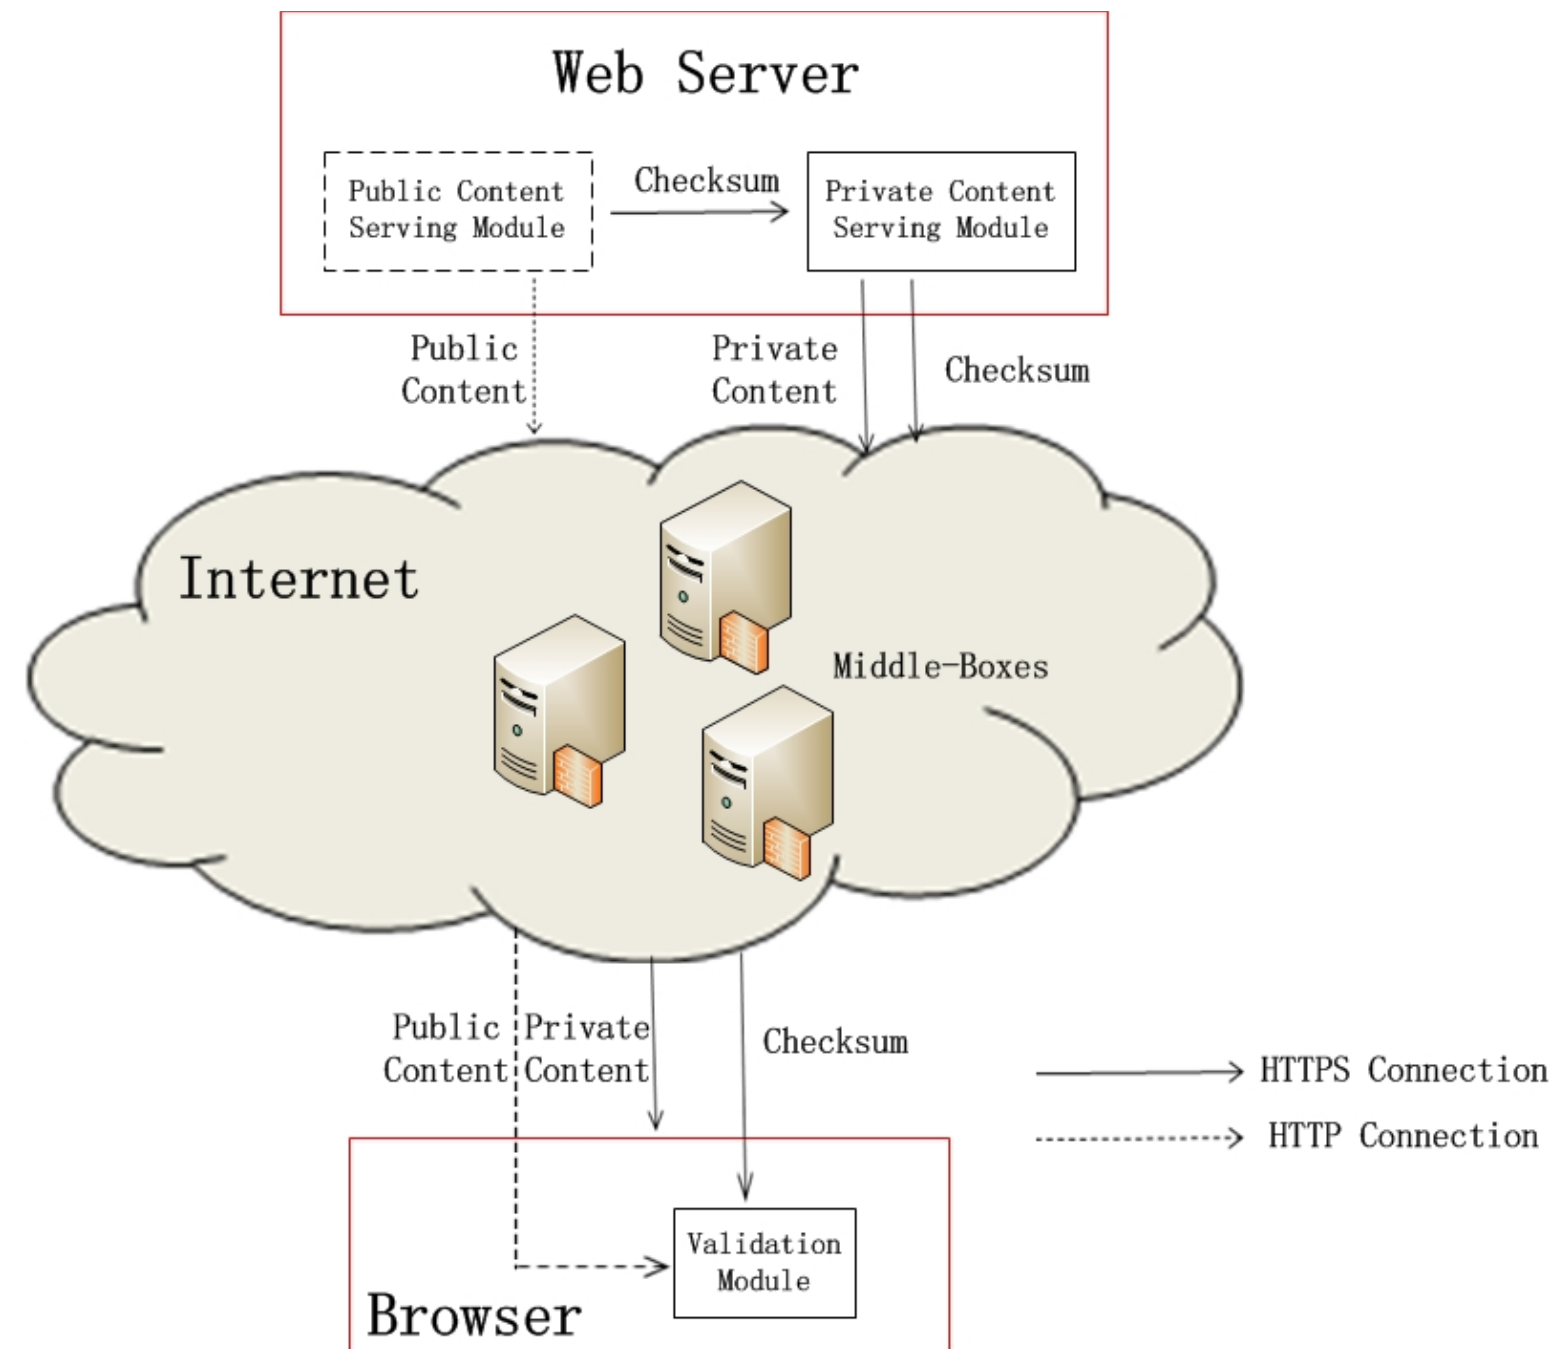 Web Server
Public Content
Serving Module
Checksum
Private Content
Serving Module
Public
Content
Private
Content
Checksum
Internet
Middle-Boxes
Public
Content
Private
Content
Checksum
HTTPS Connection
HTTP Connection
Validation
Module
Browser